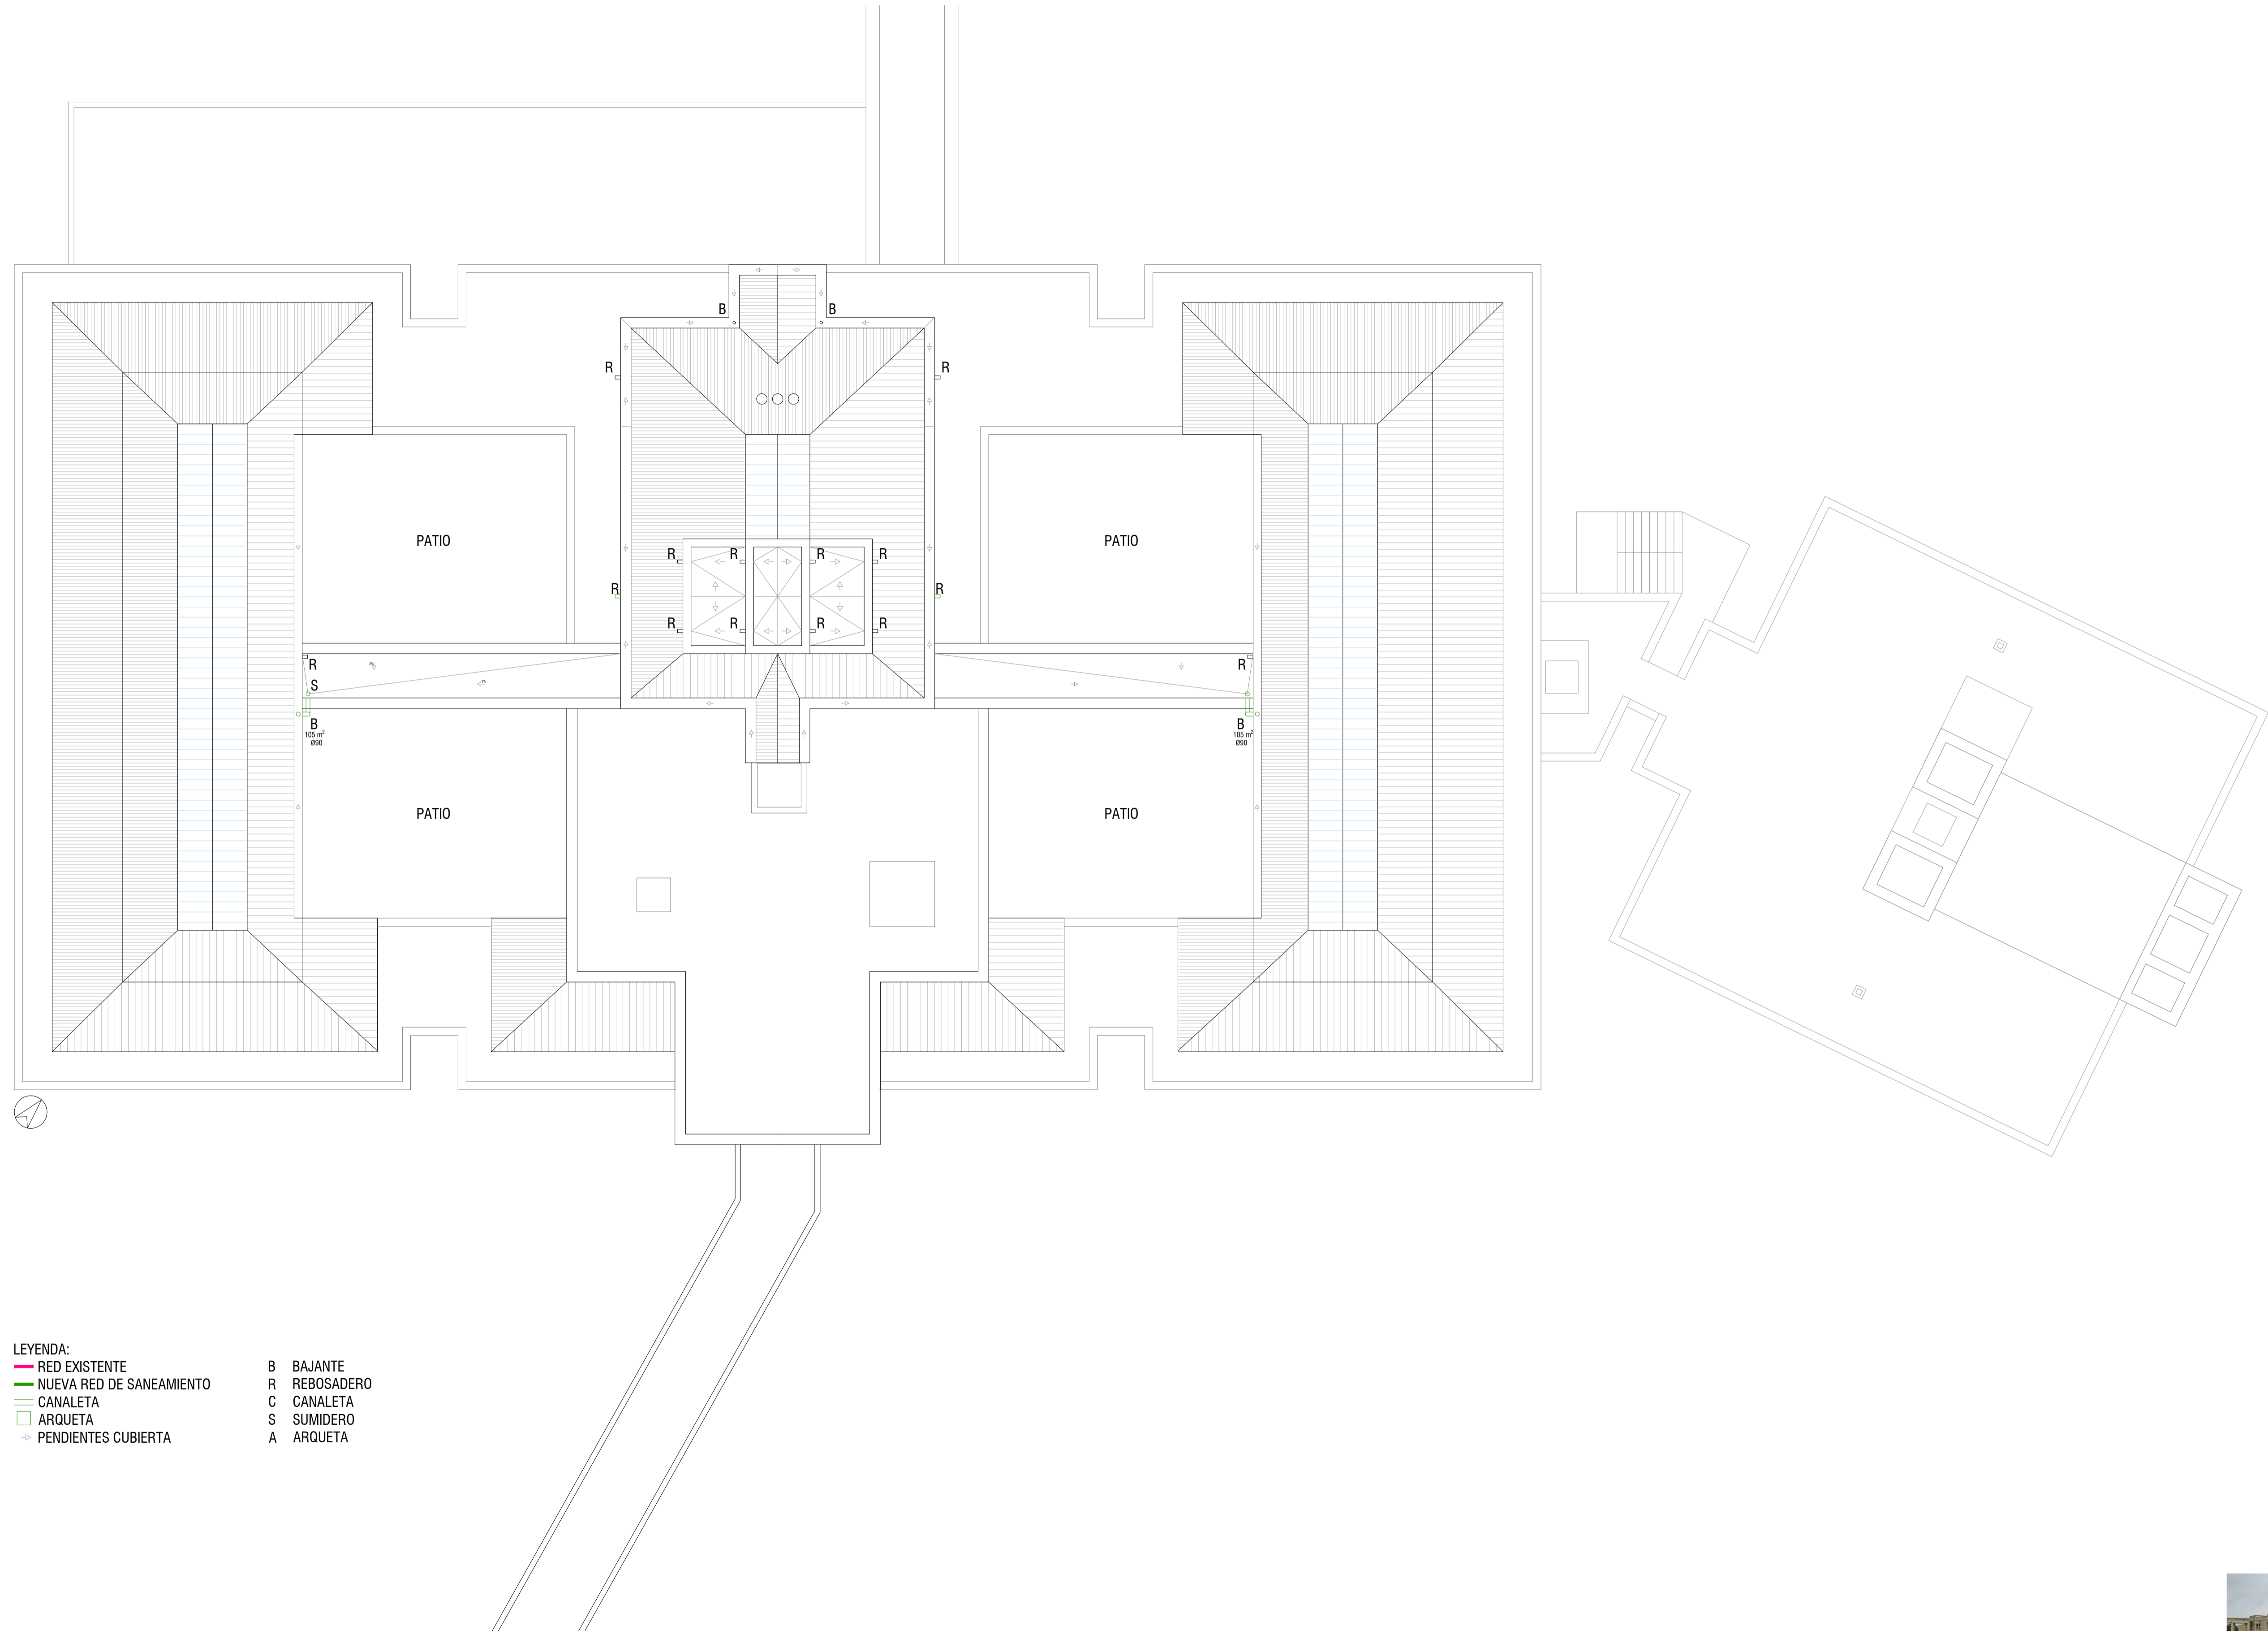 B
B
R
R
PATIO
PATIO
R
R
R
R
R
R
R
R
R
R
R
R
S
B
105 m²
Ø90
B
105 m²
Ø90
PATIO
PATIO
LEYENDA:
RED EXISTENTE
NUEVA RED DE SANEAMIENTO
CANALETA
ARQUETA
PENDIENTES CUBIERTA
B BAJANTE
R REBOSADERO
C CANALETA
S SUMIDERO
A ARQUETA